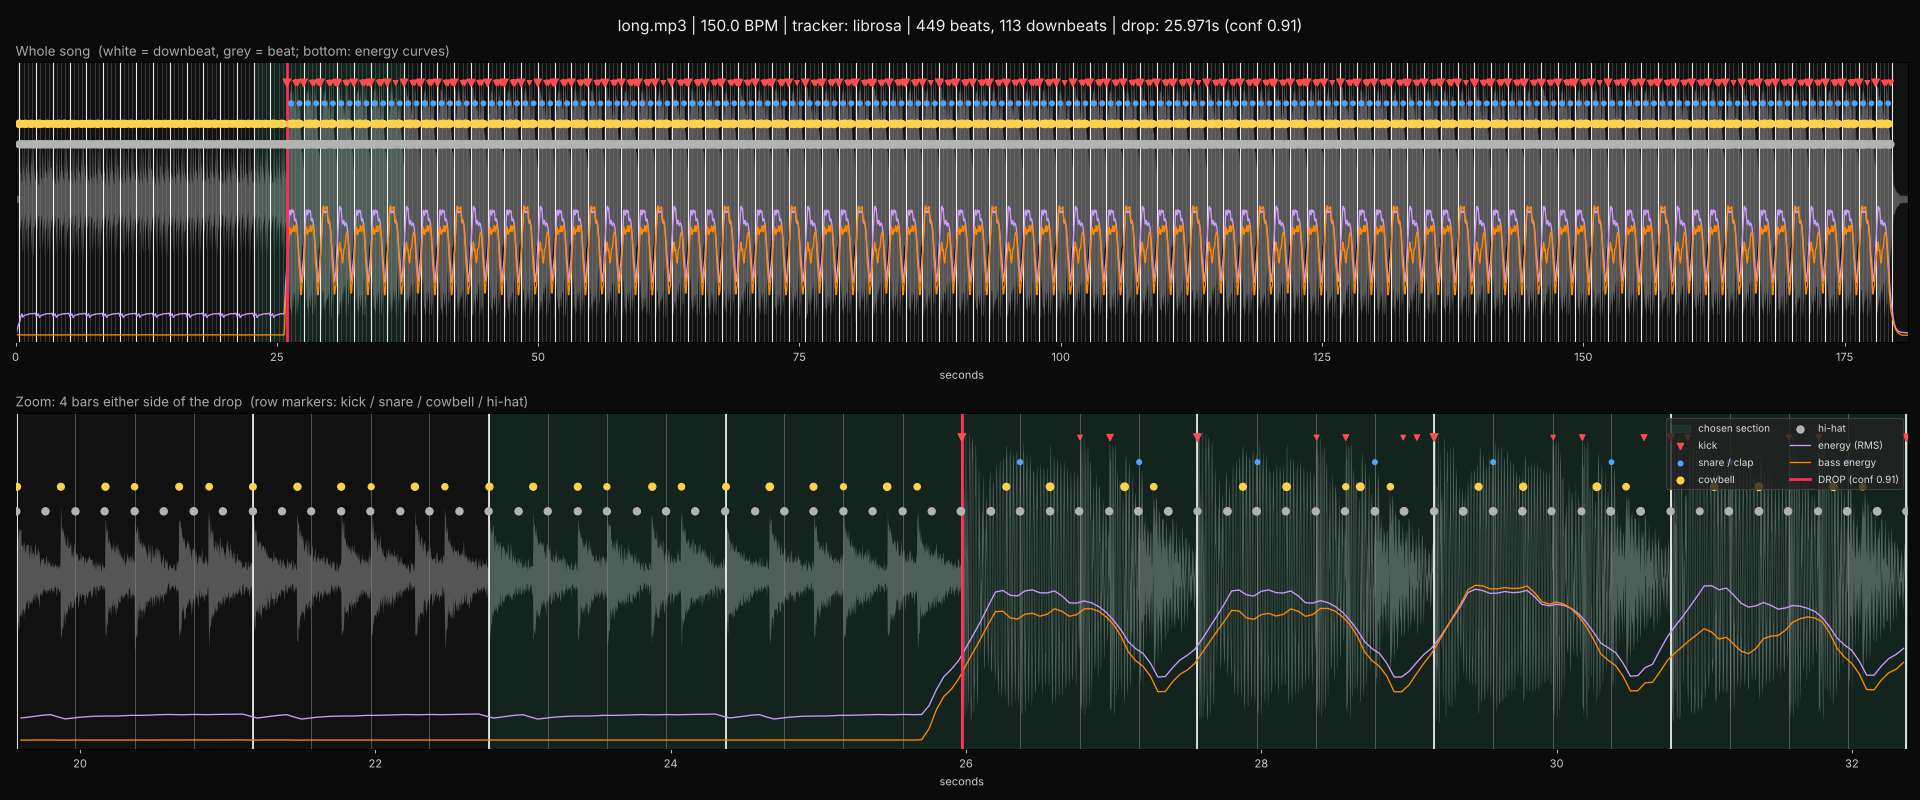 long.mp3 | 150.0 BPM | tracker: librosa | 449 beats, 113 downbeats | drop: 25.971s (conf 0.91)
Whole song  (white = downbeat, grey = beat; bottom: energy curves)
0 25 50 75 100 125 150 175
seconds
Zoom: 4 bars either side of the drop  (row markers: kick / snare / cowbell / hi-hat)
chosen section
kick
snare / clap
cowbell
hi-hat
energy (RMS)
bass energy
DROP (conf 0.91)
20 22 24 26 28 30 32
seconds